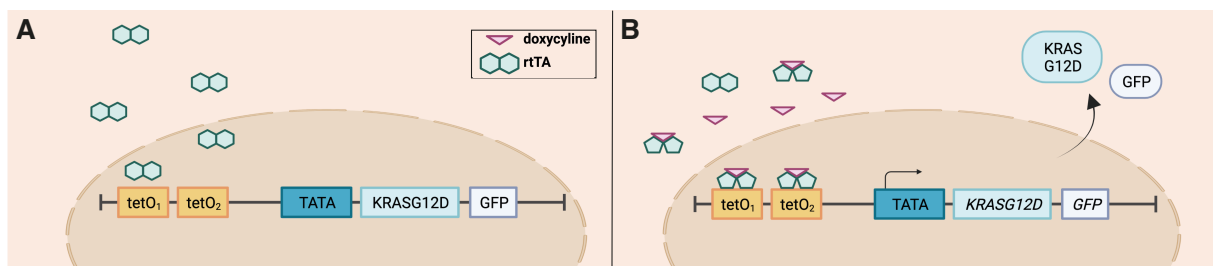 A
doxycyline
rtTA
tetO₁ tetO₂ TATA KRASG12D GFP
B
KRAS
G12D
GFP
tetO₁ tetO₂ TATA KRASG12D GFP